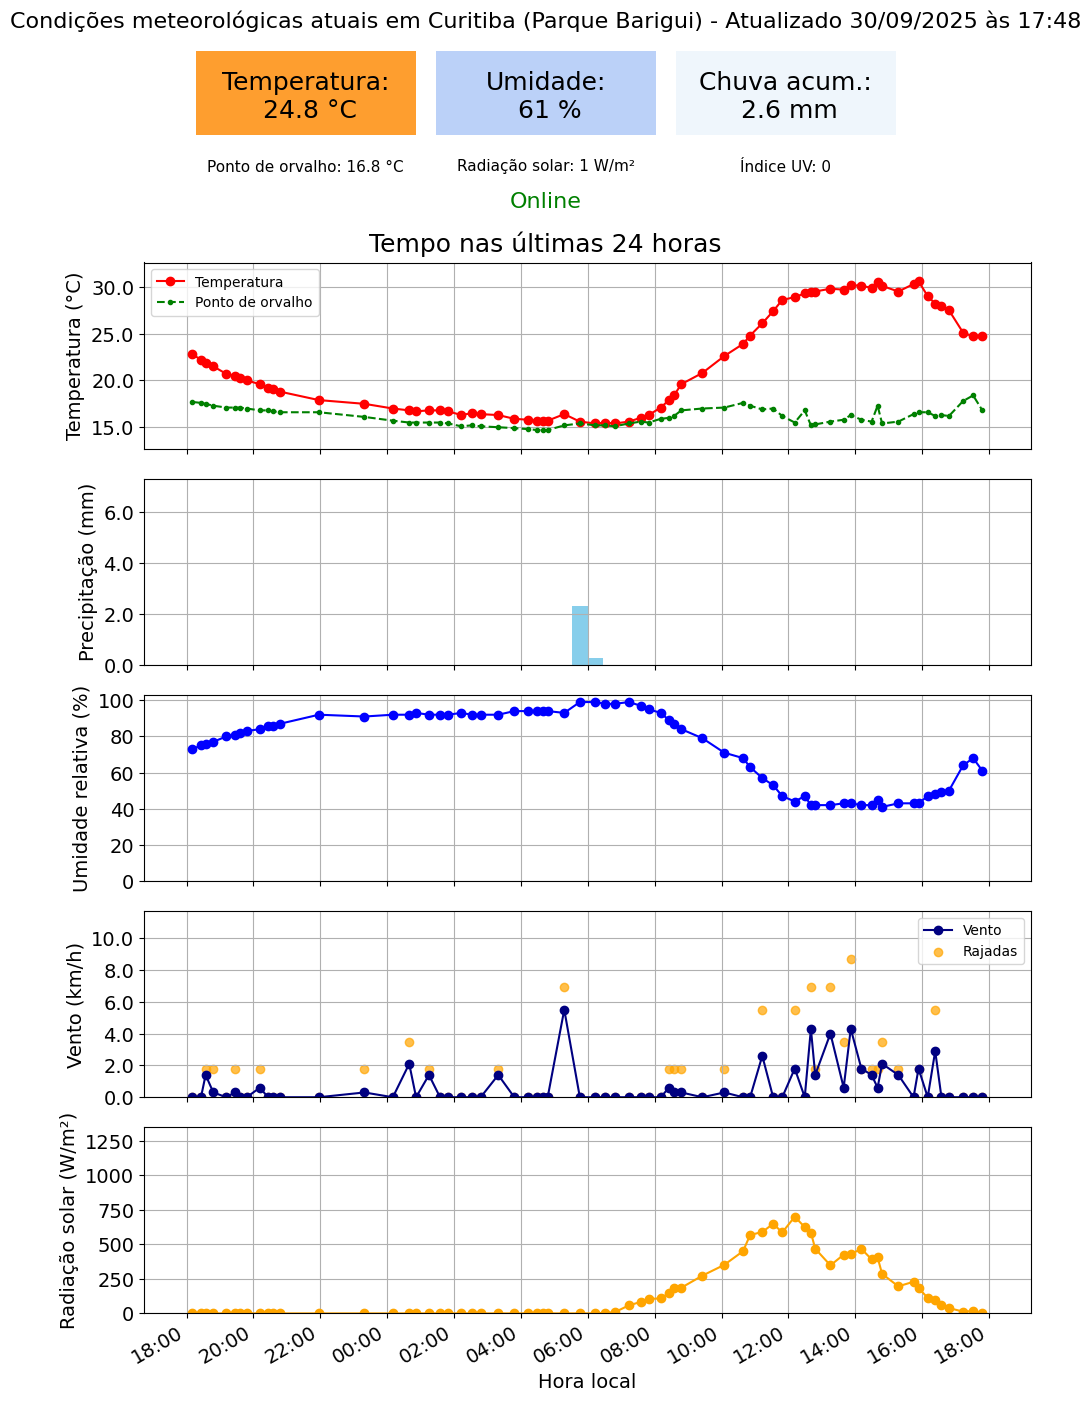 Condições meteorológicas atuais em Curitiba (Parque Barigui) - Atualizado 30/09/2025 às 17:48
Temperatura:
24.8 °C
Umidade:
61 %
Chuva acum.:
2.6 mm
Ponto de orvalho: 16.8 °C
Radiação solar: 1 W/m²
Índice UV: 0
Online
Tempo nas últimas 24 horas
Temperatura (°C)
30.0
25.0
20.0
15.0
Temperatura
Ponto de orvalho
Precipitação (mm)
6.0
4.0
2.0
0.0
Umidade relativa (%)
100
80
60
40
20
0
Vento (km/h)
10.0
8.0
6.0
4.0
2.0
0.0
Vento
Rajadas
Radiação solar (W/m²)
1250
1000
750
500
250
0
18:00
20:00
22:00
00:00
02:00
04:00
06:00
08:00
10:00
12:00
14:00
16:00
18:00
Hora local